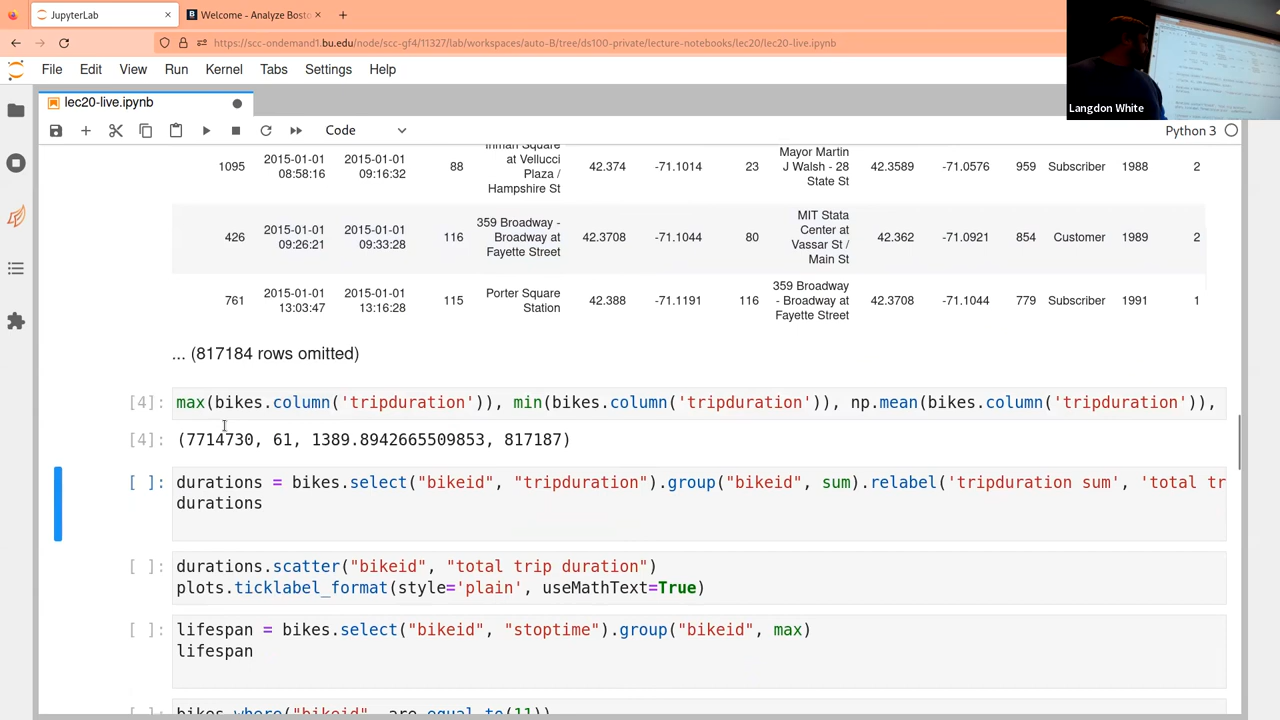 JupyterLab
Welcome - Analyze Bosto
https://scc-ondemand1.bu.edu/node/scc-gf4/11327/lab/workspaces/auto-B/tree/ds100-private/lecture-notebooks/lec20/lec20-live.ipynb
Langdon White
File Edit View Run Kernel Tabs Settings Help
lec20-live.ipynb
Code
Python 3
Inman Square
at Vellucci
Plaza /
Hampshire St
1095 2015-01-01 08:58:16 2015-01-01 09:16:32 88 42.374 -71.1014 23 Mayor Martin J Walsh - 28 State St 42.3589 -71.0576 959 Subscriber 1988 2
426 2015-01-01 09:26:21 2015-01-01 09:33:28 116 359 Broadway - Broadway at Fayette Street 42.3708 -71.1044 80 MIT Stata Center at Vassar St / Main St 42.362 -71.0921 854 Customer 1989 2
761 2015-01-01 13:03:47 2015-01-01 13:16:28 115 Porter Square Station 42.388 -71.1191 116 359 Broadway - Broadway at Fayette Street 42.3708 -71.1044 779 Subscriber 1991 1
... (817184 rows omitted)
[4]: max(bikes.column('tripduration')), min(bikes.column('tripduration')), np.mean(bikes.column('tripduration')),
[4]: (7714730, 61, 1389.8942665509853, 817187)
[ ]: durations = bikes.select("bikeid", "tripduration").group("bikeid", sum).relabel('tripduration sum', 'total tr
durations
[ ]: durations.scatter("bikeid", "total trip duration")
plots.ticklabel_format(style='plain', useMathText=True)
[ ]: lifespan = bikes.select("bikeid", "stoptime").group("bikeid", max)
lifespan
[ ]: bikes.where("bikeid", are.equal_to(11))